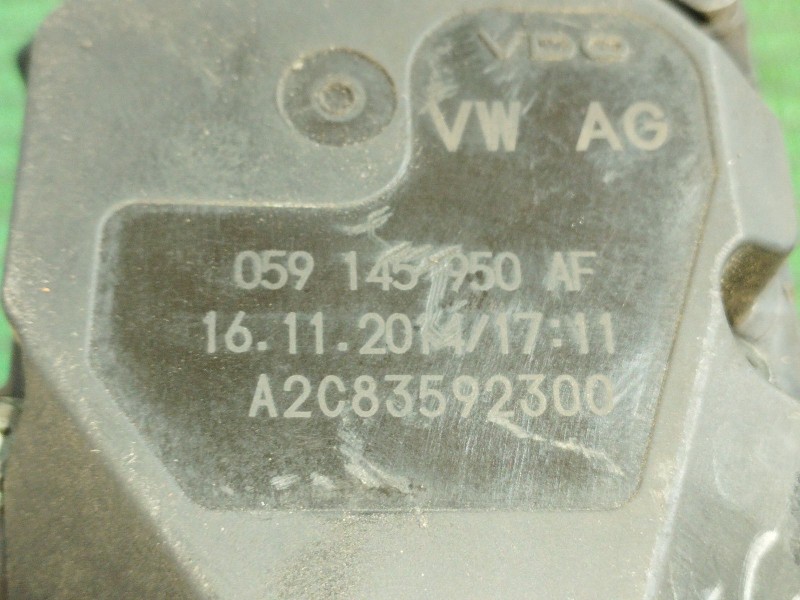 VDO
VW AG
059 145 950 AF
16.11.2014/17:11
A2C83592300